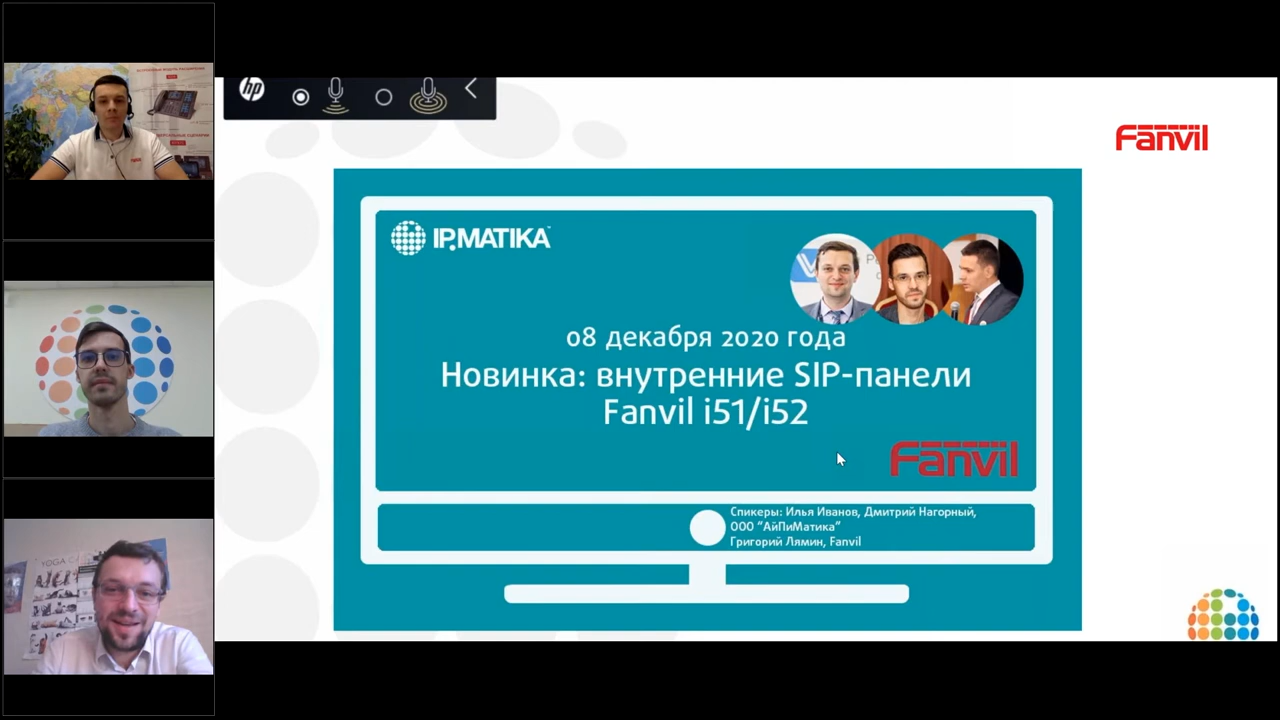 hp
Fanvil
IP.MATIKA
08 декабря 2020 года
Новинка: внутренние SIP-панели
Fanvil i51/i52
Fanvil
Спикеры: Илья Иванов, Дмитрий Нагорный,
ООО “АйПиМатика”
Григорий Лямин, Fanvil
YOGA